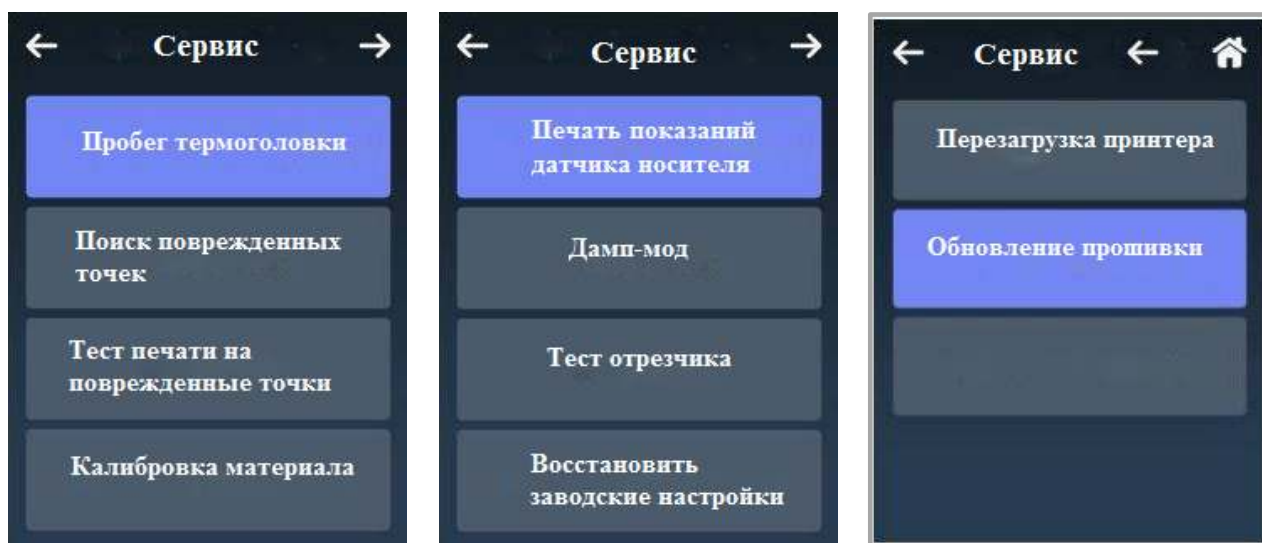 Сервис
Пробег термоголовки
Поиск поврежденных
точек
Тест печати на
поврежденные точки
Калибровка материала
Сервис
Печать показаний
датчика носителя
Дамп-мод
Тест отрезчика
Восстановить
заводские настройки
Сервис
Перезагрузка принтера
Обновление прошивки